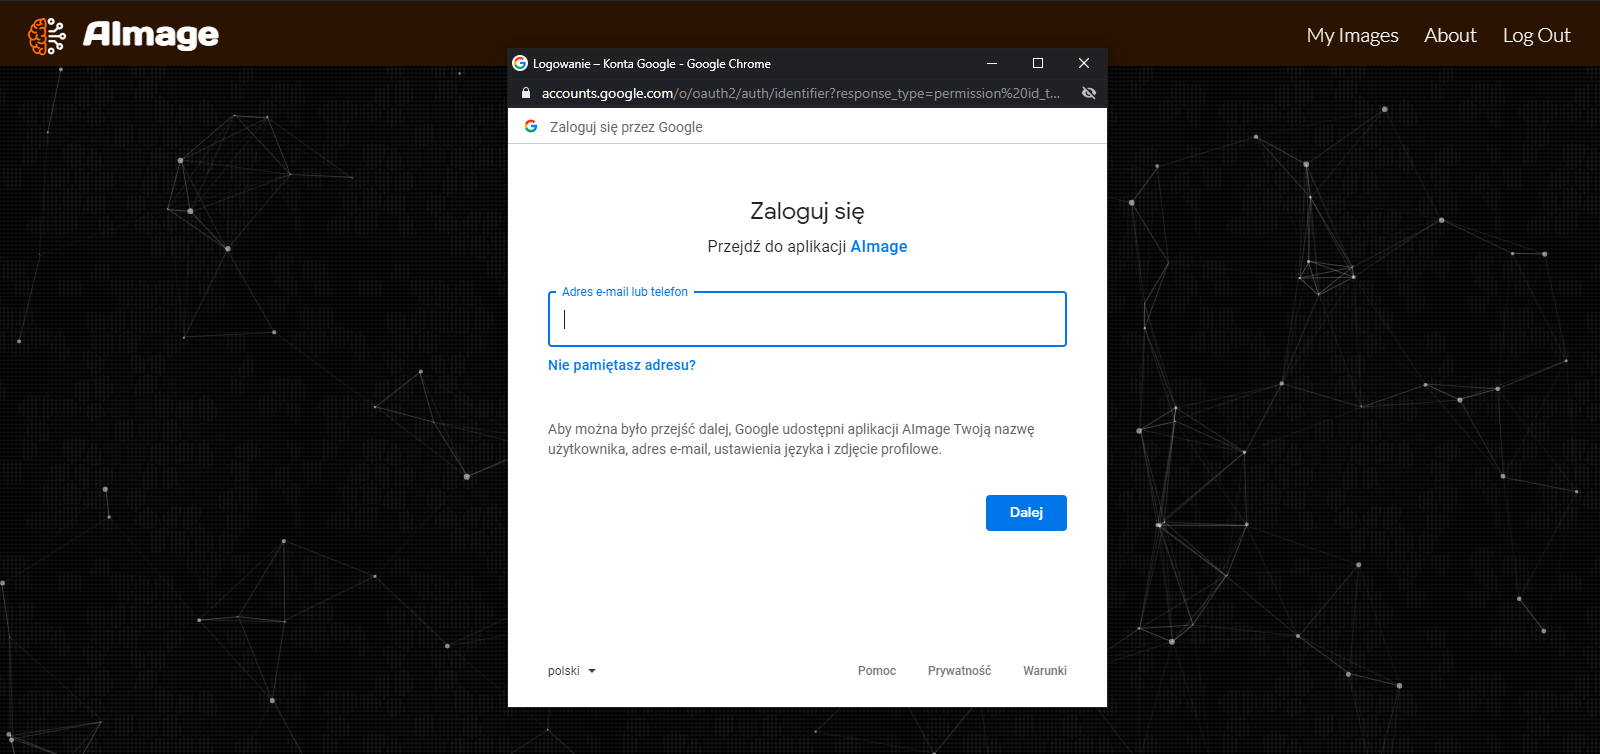 AImage
My Images About Log Out
Logowanie – Konta Google - Google Chrome
accounts.google.com/o/oauth2/auth/identifier?response_type=permission%20id_t...
Zaloguj się przez Google
Zaloguj się
Przejdź do aplikacji AImage
Adres e-mail lub telefon
Nie pamiętasz adresu?
Aby można było przejść dalej, Google udostępni aplikacji AImage Twoją nazwę
użytkownika, adres e-mail, ustawienia języka i zdjęcie profilowe.
Dalej
polski Pomoc Prywatność Warunki